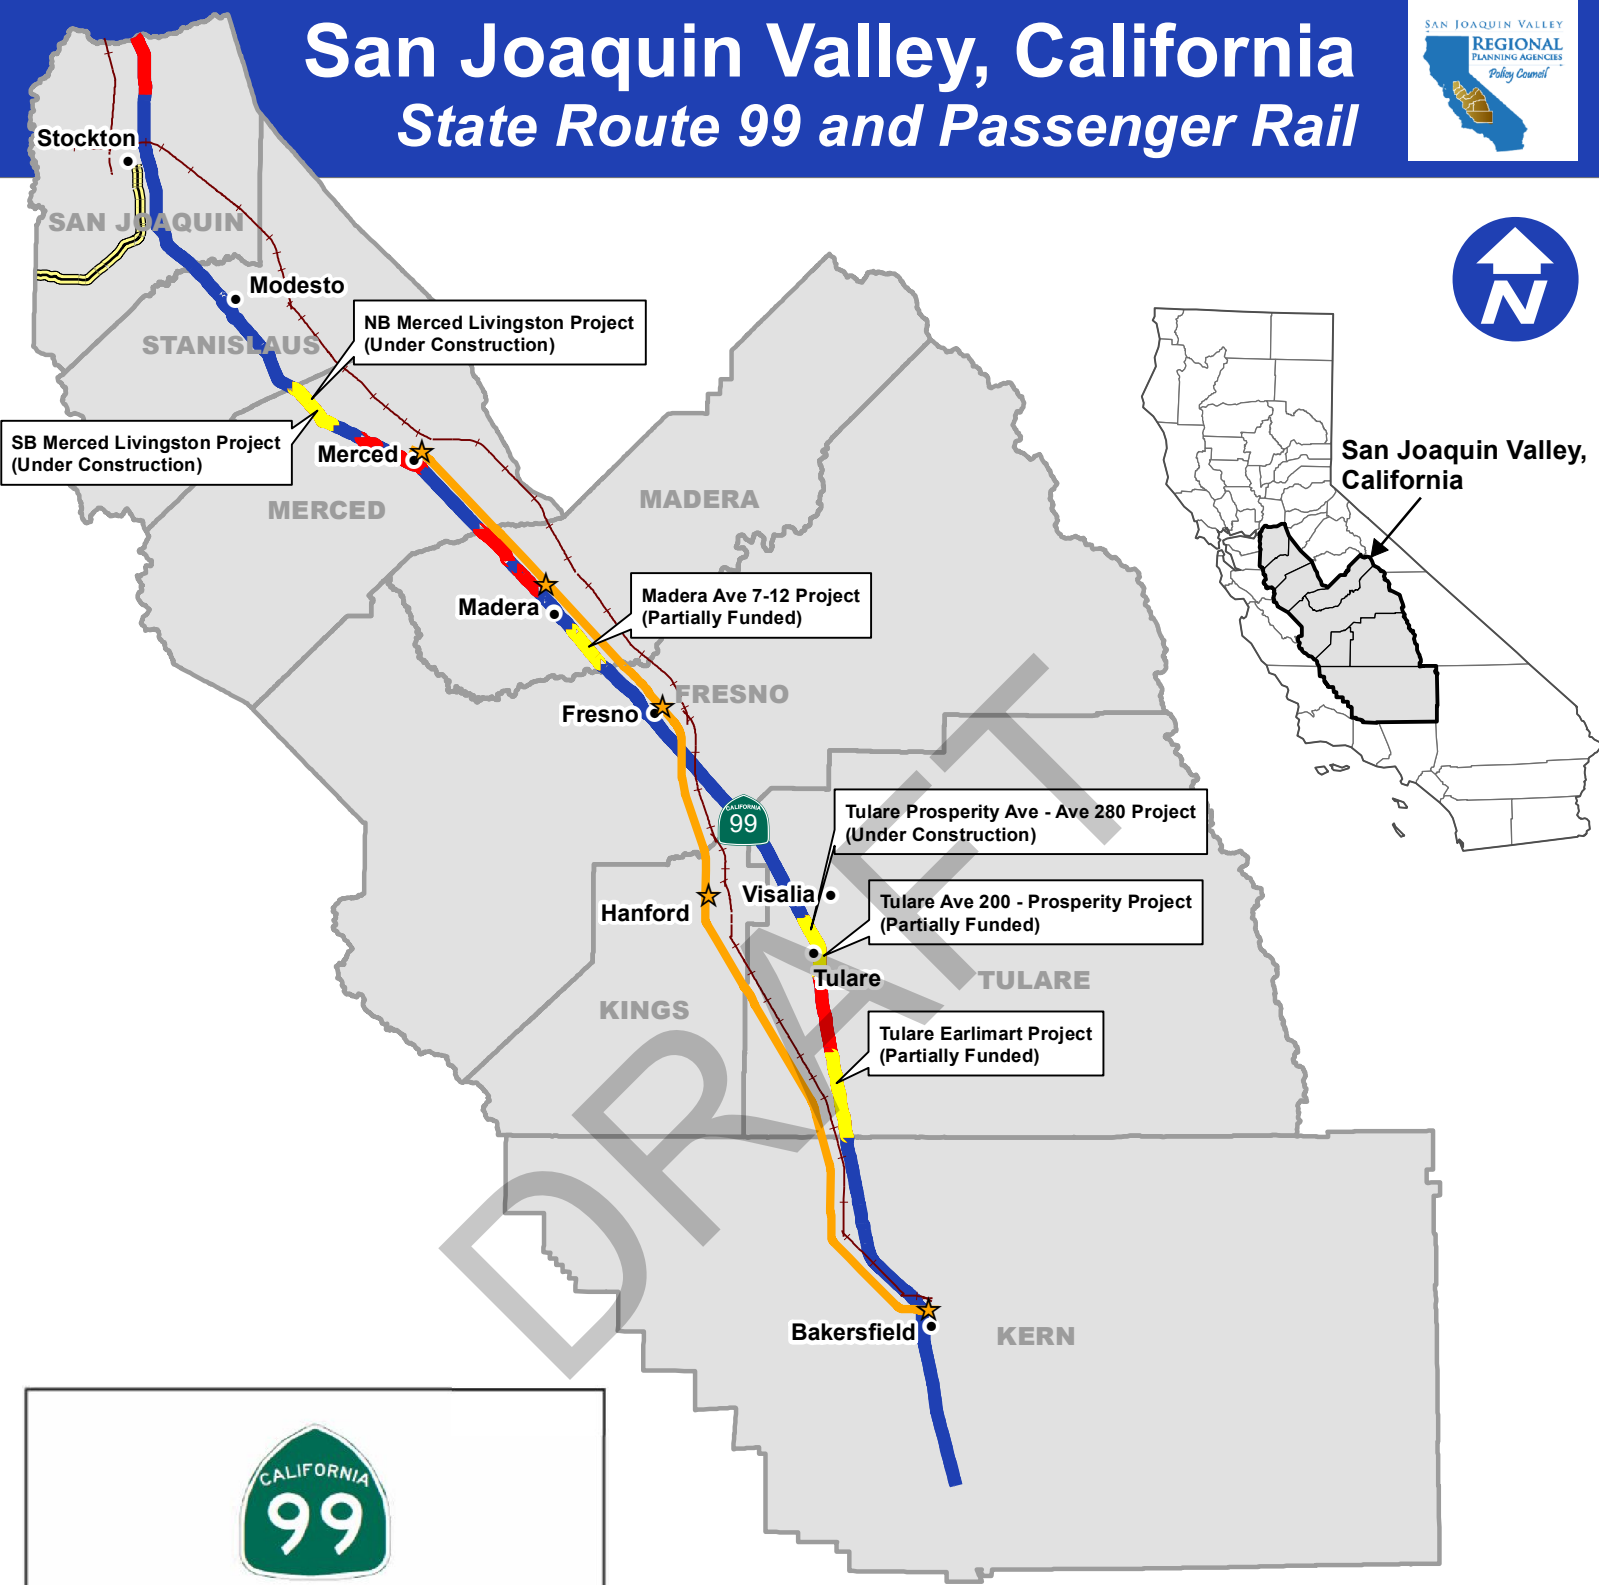 San Joaquin Valley, California
State Route 99 and Passenger Rail
SAN JOAQUIN VALLEY
REGIONAL
PLANNING AGENCIES
Policy Council
N
Stockton
SAN JOAQUIN
Modesto
STANISLAUS
NB Merced Livingston Project
(Under Construction)
SB Merced Livingston Project
(Under Construction)
Merced
MERCED
MADERA
San Joaquin Valley,
California
Madera Ave 7-12 Project
(Partially Funded)
Madera
FRESNO
Fresno
CALIFORNIA
99
Tulare Prosperity Ave - Ave 280 Project
(Under Construction)
Visalia
Hanford
Tulare Ave 200 - Prosperity Project
(Partially Funded)
Tulare
TULARE
KINGS
Tulare Earlimart Project
(Partially Funded)
DRAFT
Bakersfield
KERN
CALIFORNIA
99